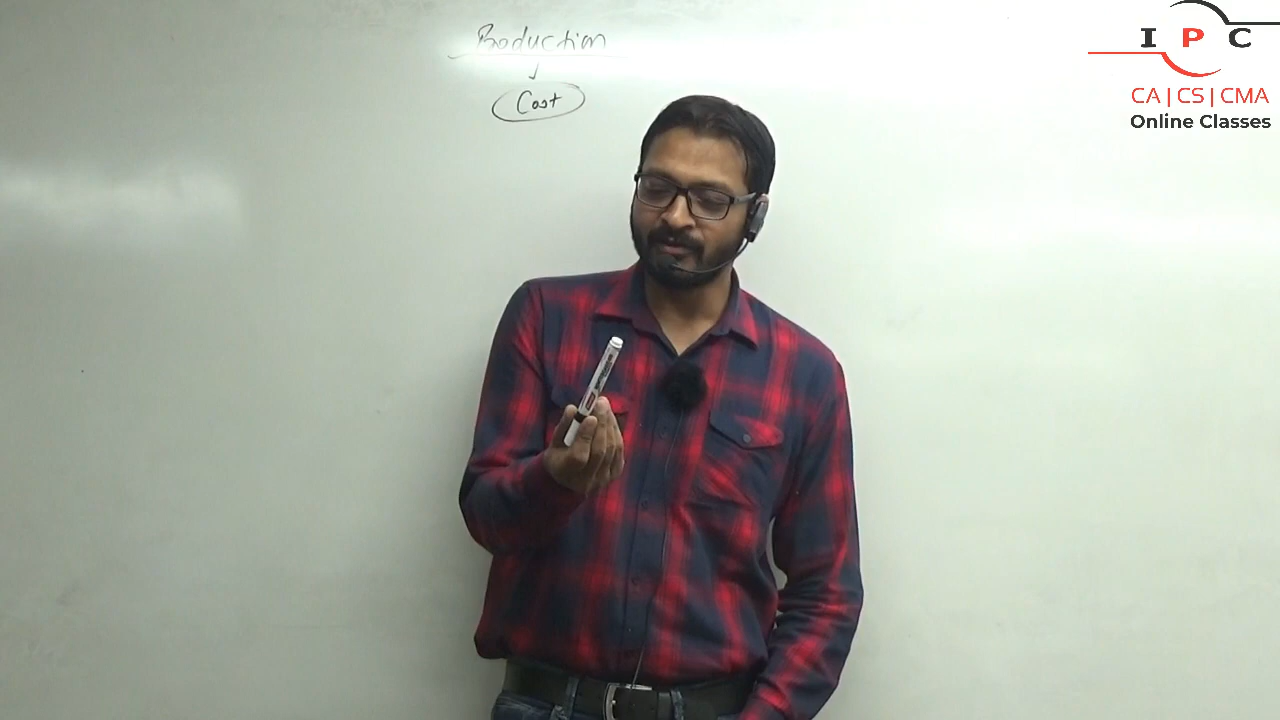 Production
Cost
I P C
CA | CS | CMA
Online Classes